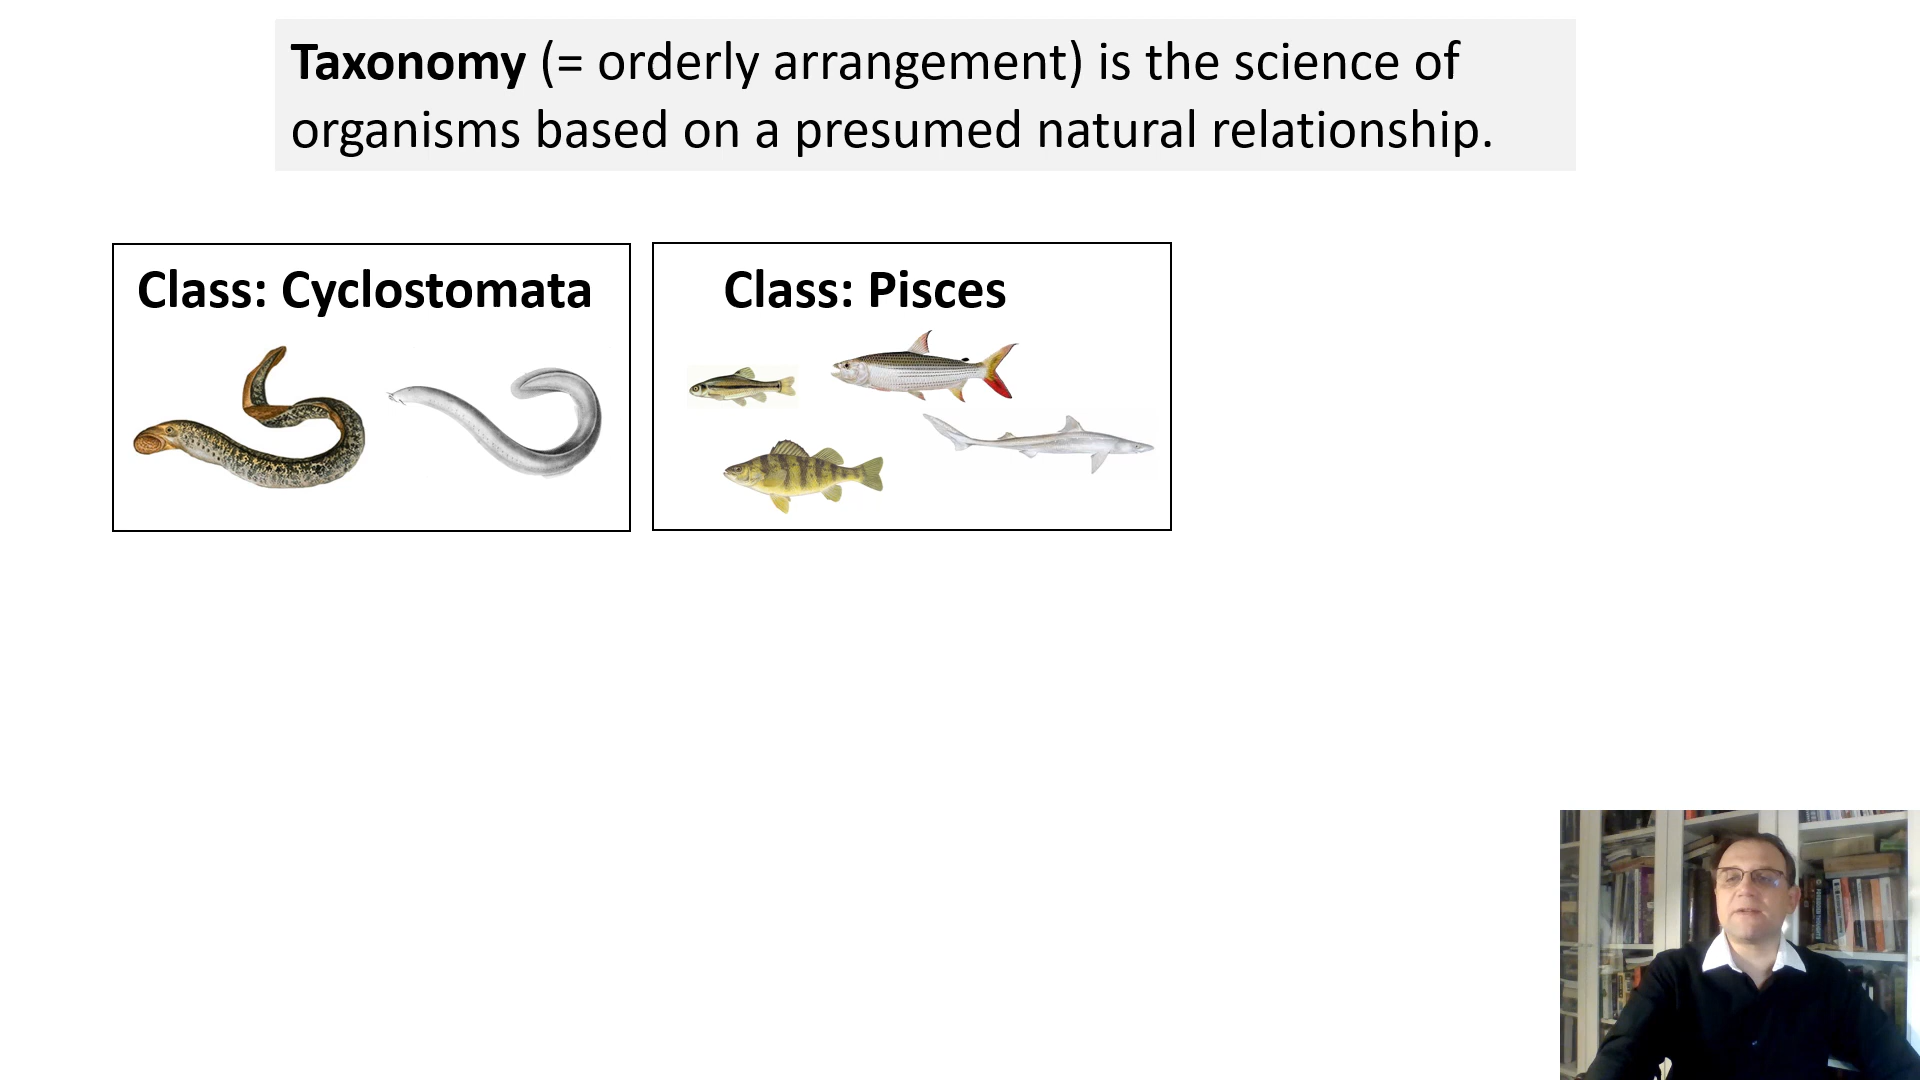 Taxonomy (= orderly arrangement) is the science of
organisms based on a presumed natural relationship.
Class: Cyclostomata
Class: Pisces